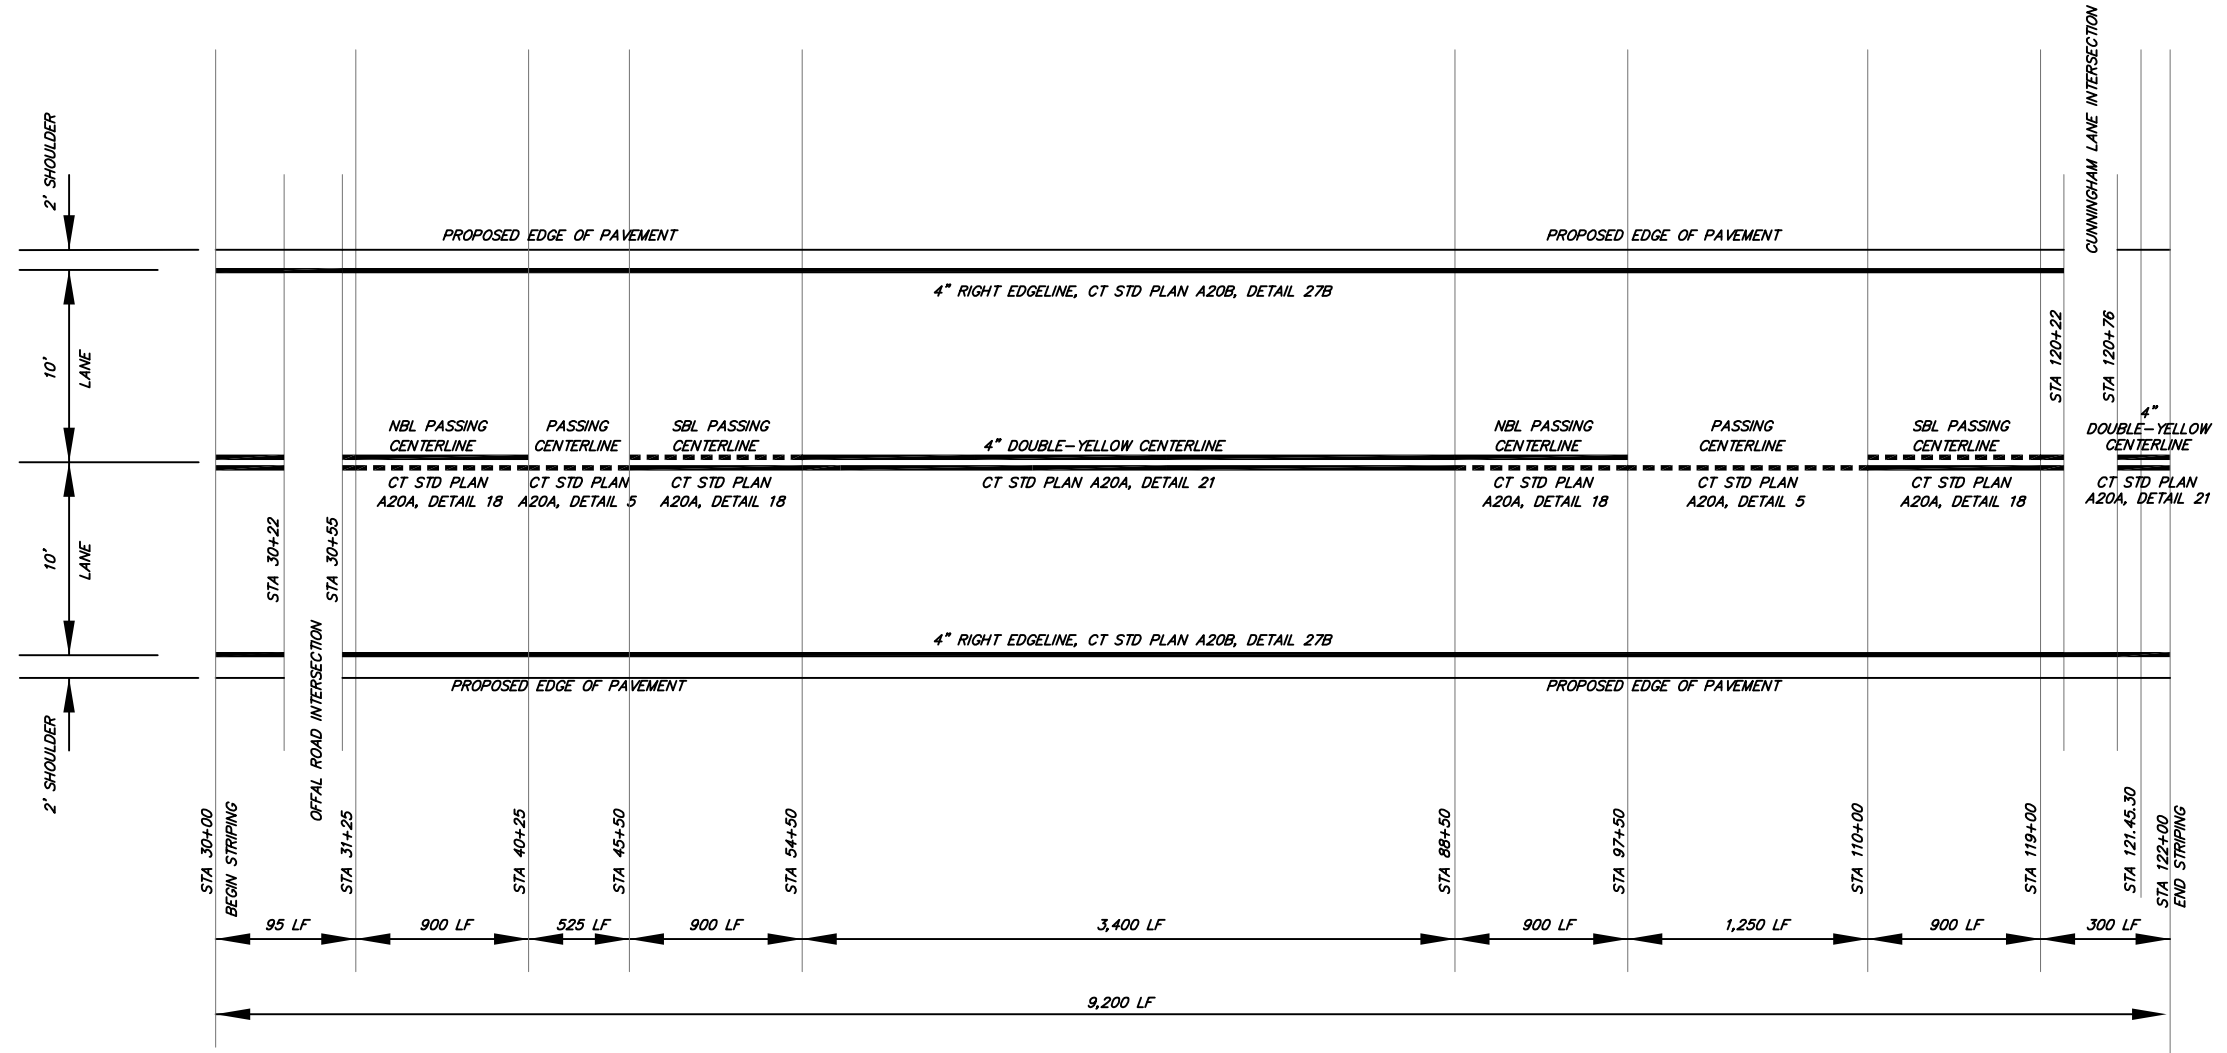 CUNNINGHAM LANE INTERSECTION
2' SHOULDER
PROPOSED EDGE OF PAVEMENT
PROPOSED EDGE OF PAVEMENT
4" RIGHT EDGELINE, CT STD PLAN A20B, DETAIL 27B
10'
LANE
STA 120+22
STA 120+76
NBL PASSING
CENTERLINE
PASSING
CENTERLINE
SBL PASSING
CENTERLINE
4" DOUBLE-YELLOW CENTERLINE
NBL PASSING
CENTERLINE
PASSING
CENTERLINE
SBL PASSING
CENTERLINE
4"
DOUBLE-YELLOW
CENTERLINE
CT STD PLAN
A20A, DETAIL 18
CT STD PLAN
A20A, DETAIL 5
CT STD PLAN
A20A, DETAIL 18
CT STD PLAN A20A, DETAIL 21
CT STD PLAN
A20A, DETAIL 18
CT STD PLAN
A20A, DETAIL 5
CT STD PLAN
A20A, DETAIL 18
CT STD PLAN
A20A, DETAIL 21
10'
LANE
STA 30+22
STA 30+55
OFFAL ROAD INTERSECTION
4" RIGHT EDGELINE, CT STD PLAN A20B, DETAIL 27B
PROPOSED EDGE OF PAVEMENT
PROPOSED EDGE OF PAVEMENT
2' SHOULDER
STA 30+00
BEGIN STRIPING
STA 31+25
STA 40+25
STA 45+50
STA 54+50
STA 88+50
STA 97+50
STA 110+00
STA 119+00
STA 121.45.30
STA 122+00
END STRIPING
95 LF
900 LF
525 LF
900 LF
3,400 LF
900 LF
1,250 LF
900 LF
300 LF
9,200 LF